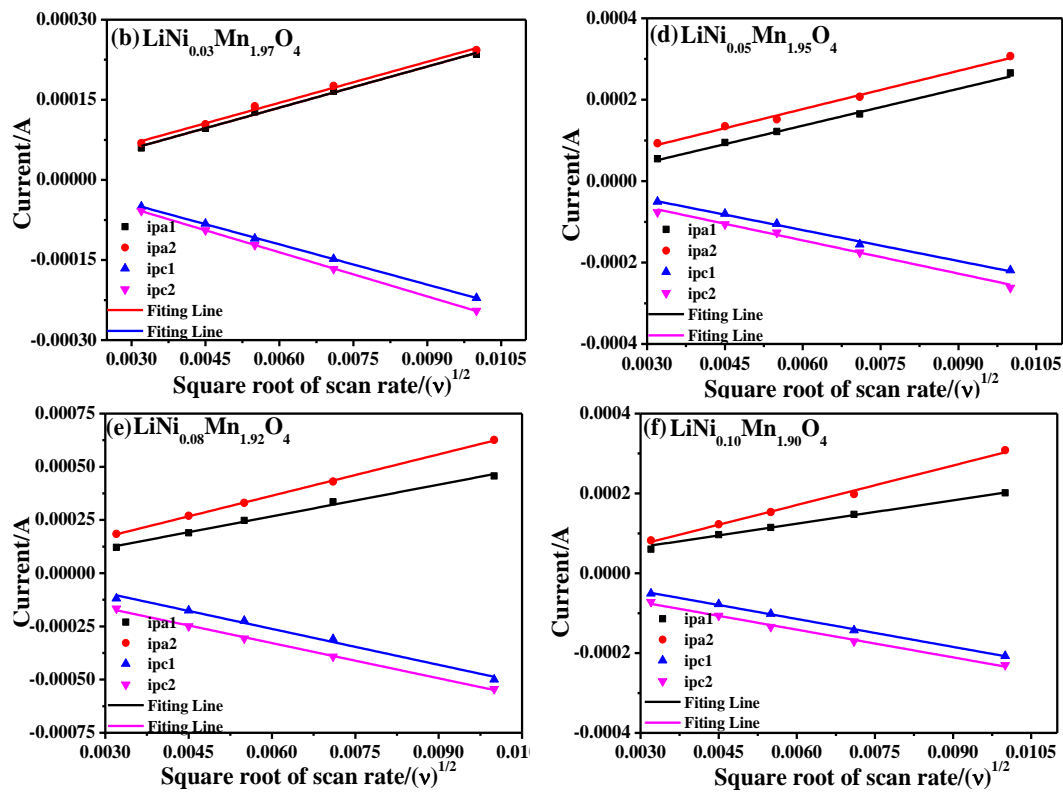 (b) LiNi0.03Mn1.97O4
0.00030
0.00015
0.00000
-0.00015
-0.00030
Current/A
ipa1
ipa2
ipc1
ipc2
Fiting Line
Fiting Line
0.0030 0.0045 0.0060 0.0075 0.0090 0.0105
Square root of scan rate/(ν)1/2
(d) LiNi0.05Mn1.95O4
0.0004
0.0002
0.0000
-0.0002
-0.0004
Current/A
ipa1
ipa2
ipc1
ipc2
Fiting Line
Fiting Line
0.0030 0.0045 0.0060 0.0075 0.0090 0.0105
Square root of scan rate/(ν)1/2
(e) LiNi0.08Mn1.92O4
0.00075
0.00050
0.00025
0.00000
-0.00025
-0.00050
-0.00075
Current/A
ipa1
ipa2
ipc1
ipc2
Fiting Line
Fiting Line
0.0030 0.0045 0.0060 0.0075 0.0090 0.010
Square root of scan rate/(ν)1/2
(f) LiNi0.10Mn1.90O4
0.0004
0.0002
0.0000
-0.0002
-0.0004
Current/A
ipa1
ipa2
ipc1
ipc2
Fiting Line
Fiting Line
0.0030 0.0045 0.0060 0.0075 0.0090 0.0105
Square root of scan rate/(ν)1/2